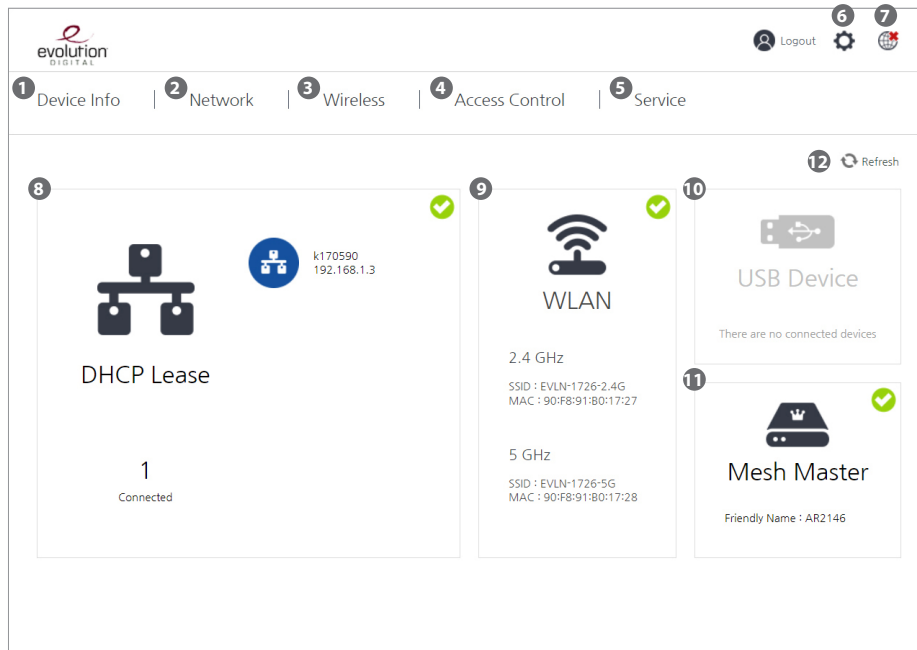 6 7
evolution
DIGITAL
Logout
1 Device Info 2 Network 3 Wireless 4 Access Control 5 Service
12 Refresh
8
k170590
192.168.1.3
DHCP Lease
1
Connected
9
WLAN
2.4 GHz
SSID : EVLN-1726-2.4G
MAC : 90:F8:91:B0:17:27
5 GHz
SSID : EVLN-1726-5G
MAC : 90:F8:91:B0:17:28
10
USB Device
There are no connected devices
11
Mesh Master
Friendly Name : AR2146